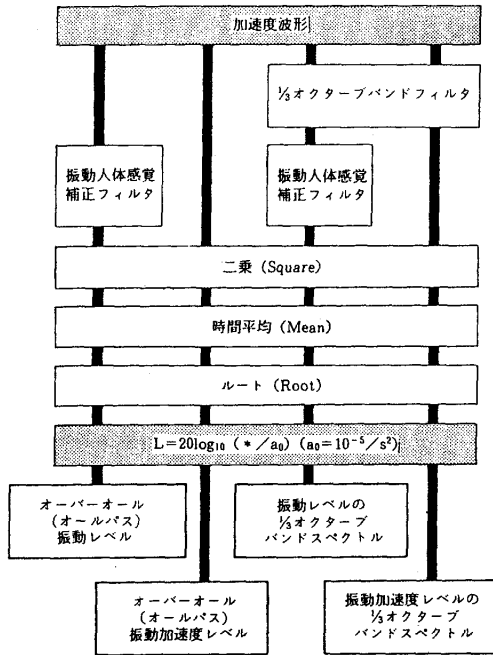 加速度波形
⅓オクターブバンドフィルタ
振動人体感覚
補正フィルタ
振動人体感覚
補正フィルタ
二乗 (Square)
時間平均 (Mean)
ルート (Root)
L=20log₁₀ (*/a₀) (a₀=10⁻⁵/s²)
オーバーオール
(オールパス)
振動レベル
振動レベルの
⅓オクターブ
バンドスペクトル
オーバーオール
(オールパス)
振動加速度レベル
振動加速度レベルの
⅓オクターブ
バンドスペクトル